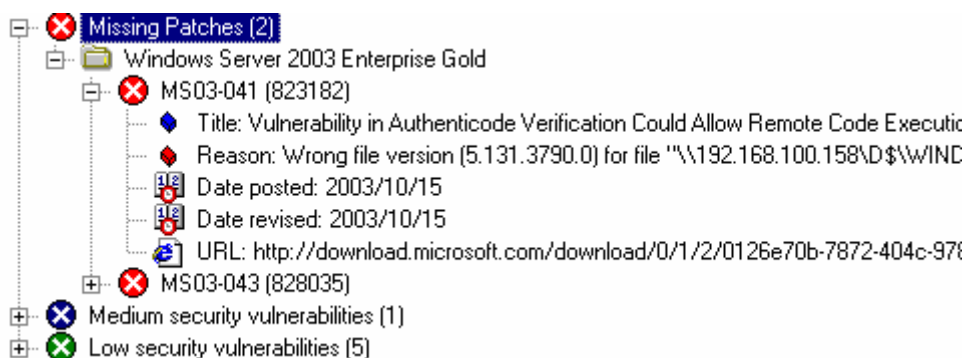 Missing Patches (2)
Windows Server 2003 Enterprise Gold
MS03-041 (823182)
Title: Vulnerability in Authenticode Verification Could Allow Remote Code Executio
Reason: Wrong file version (5.131.3790.0) for file "\\192.168.100.158\D$\WIND
Date posted: 2003/10/15
Date revised: 2003/10/15
URL: http://download.microsoft.com/download/0/1/2/0126e70b-7872-404c-978
MS03-043 (828035)
Medium security vulnerabilities (1)
Low security vulnerabilities (5)